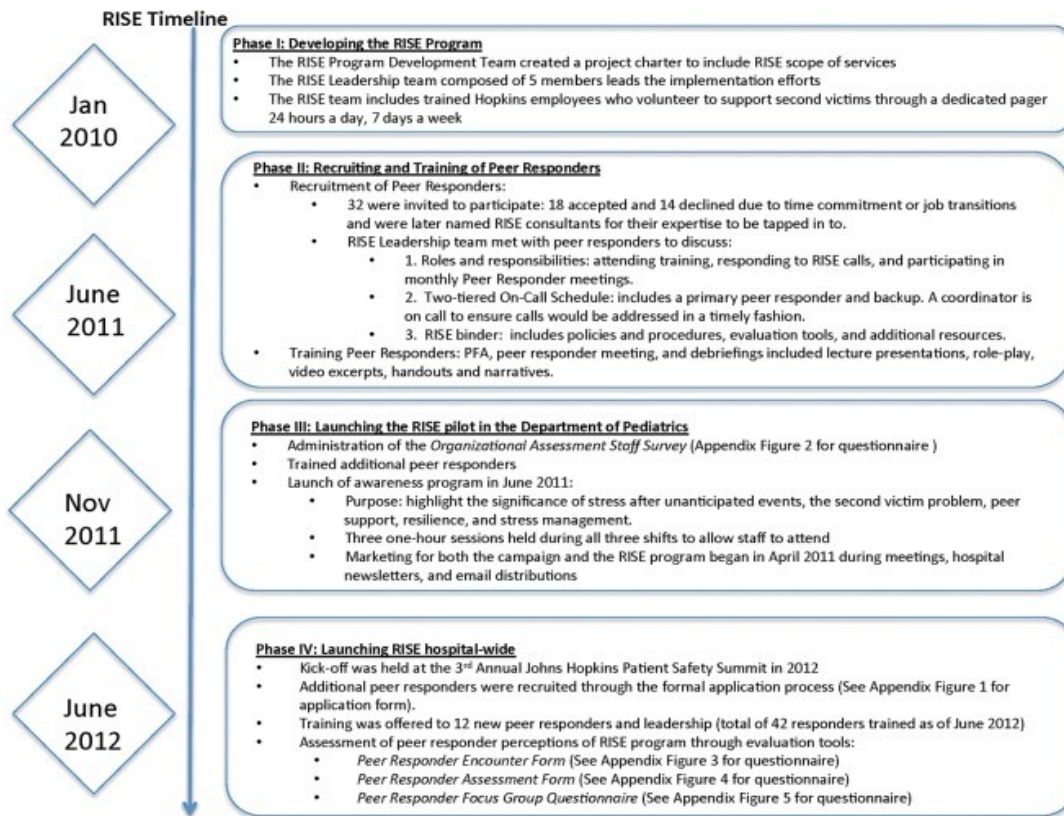 RISE Timeline
Jan
2010
Phase I: Developing the RISE Program
• The RISE Program Development Team created a project charter to include RISE scope of services
• The RISE Leadership team composed of 5 members leads the implementation efforts
• The RISE team includes trained Hopkins employees who volunteer to support second victims through a dedicated pager
24 hours a day, 7 days a week
June
2011
Phase II: Recruiting and Training of Peer Responders
• Recruitment of Peer Responders:
• 32 were invited to participate: 18 accepted and 14 declined due to time commitment or job transitions
and were later named RISE consultants for their expertise to be tapped in to.
• RISE Leadership team met with peer responders to discuss:
• 1. Roles and responsibilities: attending training, responding to RISE calls, and participating in
monthly Peer Responder meetings.
• 2. Two-tiered On-Call Schedule: includes a primary peer responder and backup. A coordinator is
on call to ensure calls would be addressed in a timely fashion.
• 3. RISE binder: includes policies and procedures, evaluation tools, and additional resources.
• Training Peer Responders: PFA, peer responder meeting, and debriefings included lecture presentations, role-play,
video excerpts, handouts and narratives.
Nov
2011
Phase III: Launching the RISE pilot in the Department of Pediatrics
• Administration of the Organizational Assessment Staff Survey (Appendix Figure 2 for questionnaire )
• Trained additional peer responders
• Launch of awareness program in June 2011:
• Purpose: highlight the significance of stress after unanticipated events, the second victim problem, peer
support, resilience, and stress management.
• Three one-hour sessions held during all three shifts to allow staff to attend
• Marketing for both the campaign and the RISE program began in April 2011 during meetings, hospital
newsletters, and email distributions
June
2012
Phase IV: Launching RISE hospital-wide
• Kick-off was held at the 3rd Annual Johns Hopkins Patient Safety Summit in 2012
• Additional peer responders were recruited through the formal application process (See Appendix Figure 1 for
application form).
• Training was offered to 12 new peer responders and leadership (total of 42 responders trained as of June 2012)
• Assessment of peer responder perceptions of RISE program through evaluation tools:
• Peer Responder Encounter Form (See Appendix Figure 3 for questionnaire)
• Peer Responder Assessment Form (See Appendix Figure 4 for questionnaire)
• Peer Responder Focus Group Questionnaire (See Appendix Figure 5 for questionnaire)